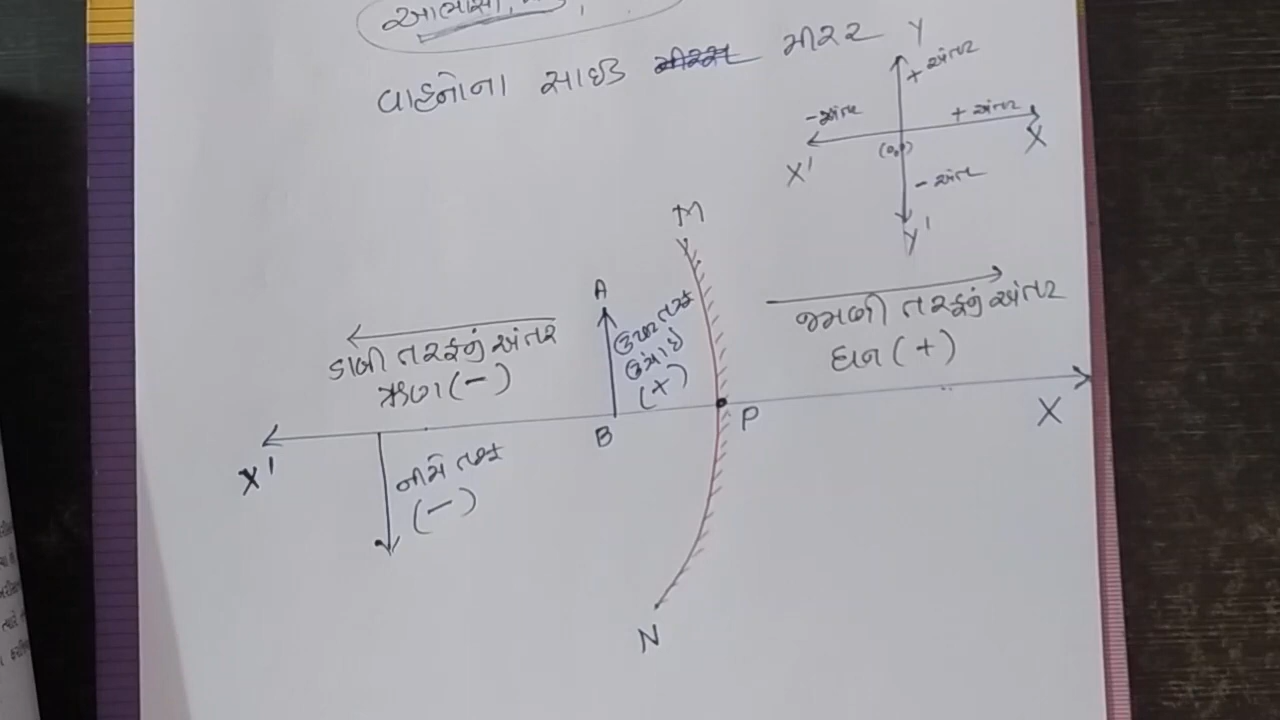 આભાસી,
વાહનોના સાઇડ મીરર
Y
+ અંતર
- અંતર
+ અંતર
X'
(0,0)
X
- અંતર
Y'
M
A
ઉપર તરફ
ઉંચાઇ
(+)
ડાબી તરફનું અંતર
ઋણ (-)
જમણી તરફનું અંતર
ધન (+)
X'
B
P
X
નીચે તરફ
(-)
N